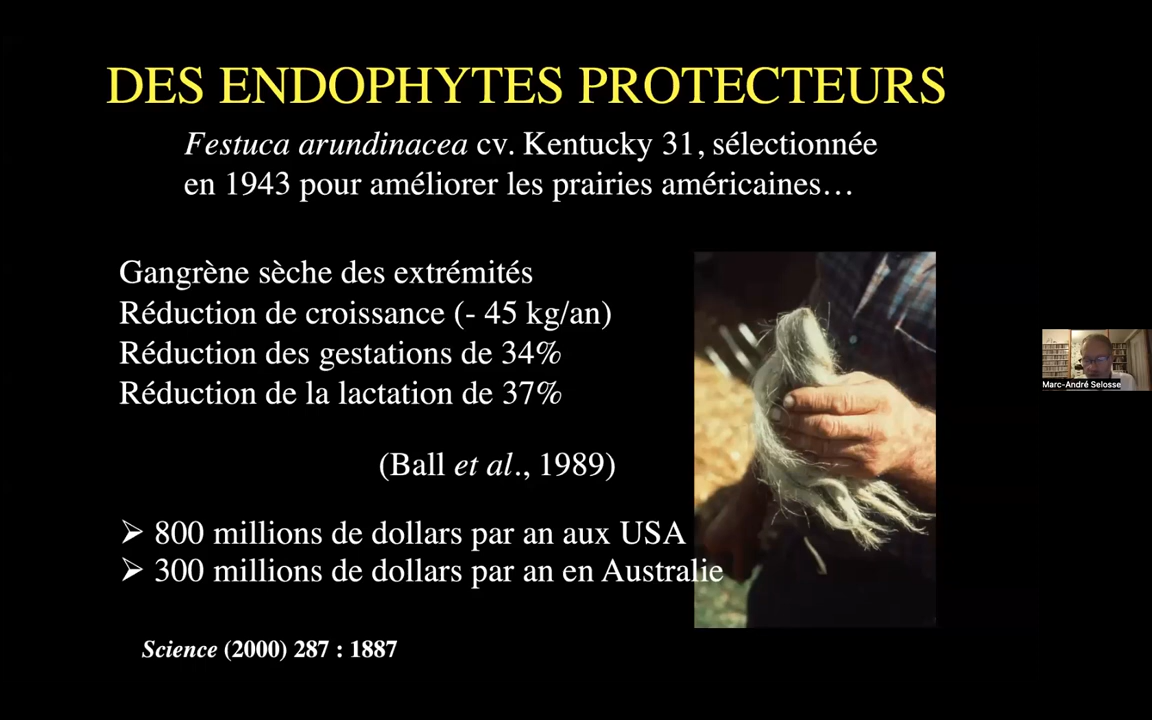 DES ENDOPHYTES PROTECTEURS
Festuca arundinacea cv. Kentucky 31, sélectionnée
en 1943 pour améliorer les prairies américaines…
Gangrène sèche des extrémités
Réduction de croissance (- 45 kg/an)
Réduction des gestations de 34%
Réduction de la lactation de 37%
(Ball et al., 1989)
➢ 800 millions de dollars par an aux USA
➢ 300 millions de dollars par an en Australie
Science (2000) 287 : 1887
Marc-André Selosse